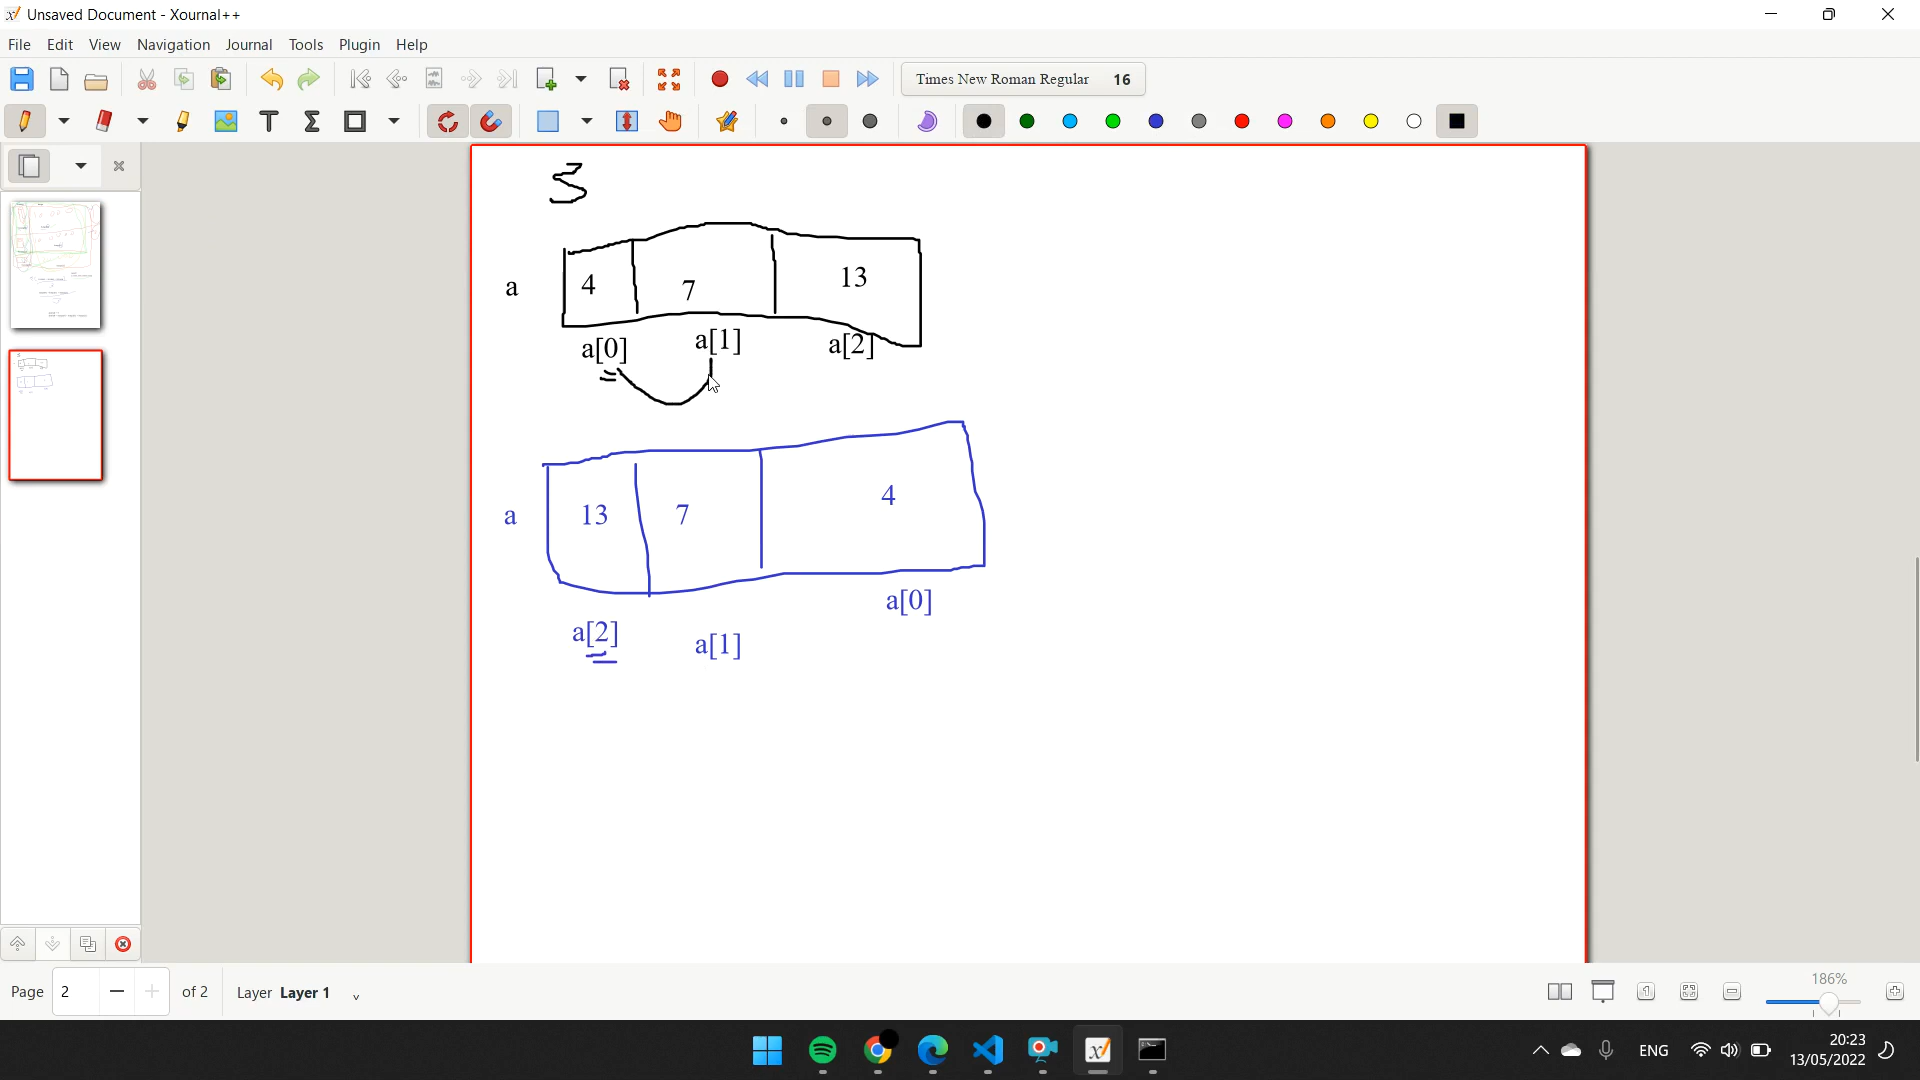 Unsaved Document - Xournal++
File Edit View Navigation Journal Tools Plugin Help
Times New Roman Regular 16
3
a 4 7 13
a[0] a[1] a[2]
a 13 7 4
a[0]
a[2] a[1]
Page 2 of 2 Layer Layer 1
186%
ENG
20:23
13/05/2022